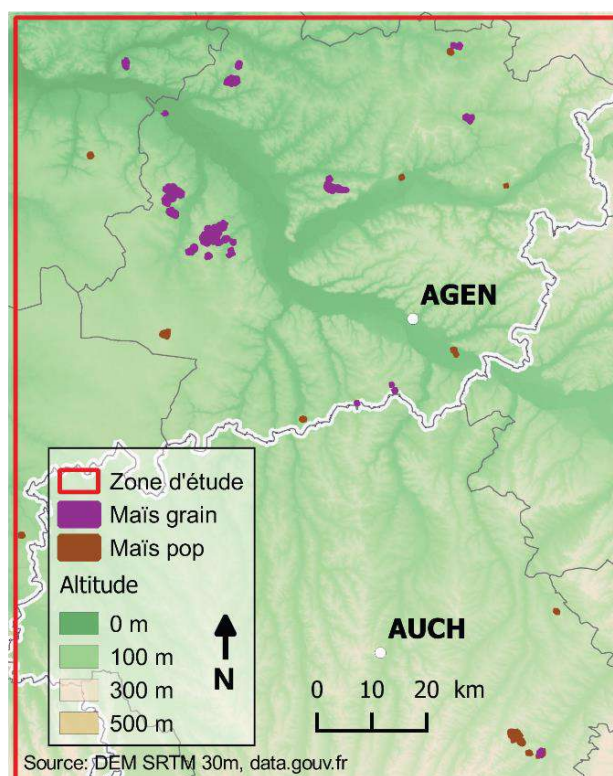 AGEN
Zone d'étude
Maïs grain
Maïs pop
Altitude
0 m
100 m
300 m
500 m
N
AUCH
0 10 20 km
Source: DEM SRTM 30m, data.gouv.fr